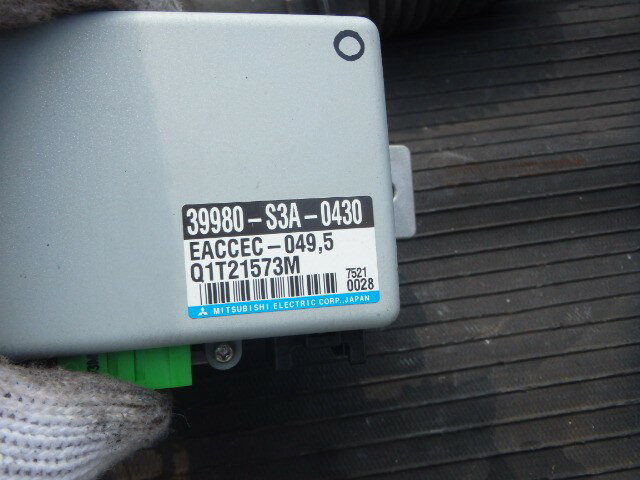 39980-S3A-0430
EACCEC-049,5
Q1T21573M
7521
0028
MITSUBISHI ELECTRIC CORP., JAPAN